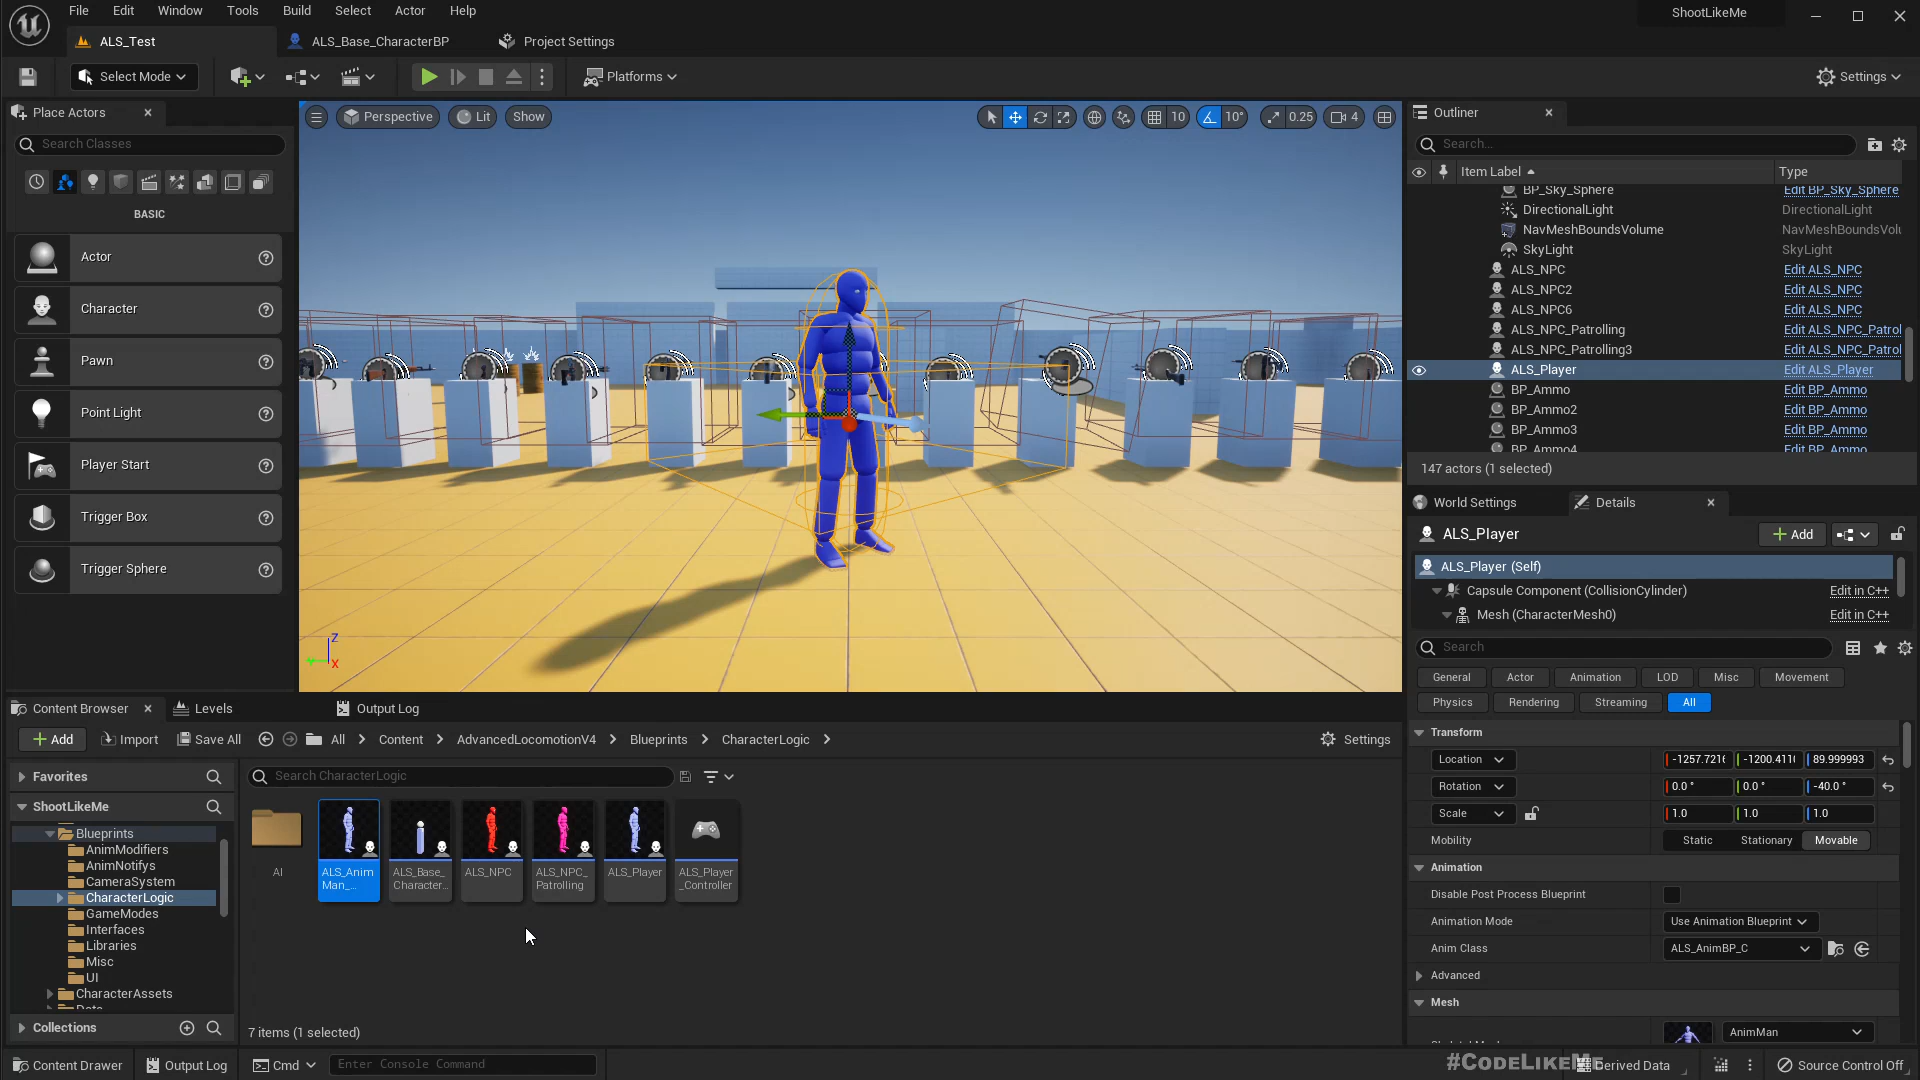 File Edit Window Tools Build Select Actor Help
ShootLikeMe
ALS_Test
ALS_Base_CharacterBP
Project Settings
Select Mode
Platforms
Settings
Place Actors
Search Classes
BASIC
Actor
Character
Pawn
Point Light
Player Start
Trigger Box
Trigger Sphere
Perspective
Lit
Show
10
10°
0.25
4
Z
Y
X
Outliner
Search...
Item Label
Type
BP_Sky_Sphere Edit BP_Sky_Sphere
DirectionalLight DirectionalLight
NavMeshBoundsVolume NavMeshBoundsVolu
SkyLight SkyLight
ALS_NPC Edit ALS_NPC
ALS_NPC2 Edit ALS_NPC
ALS_NPC6 Edit ALS_NPC
ALS_NPC_Patrolling Edit ALS_NPC_Patrol
ALS_NPC_Patrolling3 Edit ALS_NPC_Patrol
ALS_Player Edit ALS_Player
BP_Ammo Edit BP_Ammo
BP_Ammo2 Edit BP_Ammo
BP_Ammo3 Edit BP_Ammo
BP_Ammo4 Edit BP_Ammo
147 actors (1 selected)
World Settings
Details
ALS_Player
Add
ALS_Player (Self)
Capsule Component (CollisionCylinder) Edit in C++
Mesh (CharacterMesh0) Edit in C++
Search
General Actor Animation LOD Misc Movement
Physics Rendering Streaming All
Transform
Location -1257.7216 -1200.411( 89.999993
Rotation 0.0 ° 0.0 ° -40.0 °
Scale 1.0 1.0 1.0
Mobility Static Stationary Movable
Animation
Disable Post Process Blueprint
Animation Mode Use Animation Blueprint
Anim Class ALS_AnimBP_C
Advanced
Mesh
AnimMan
Content Browser
Levels
Output Log
Add
Import
Save All
All
Content
AdvancedLocomotionV4
Blueprints
CharacterLogic
Settings
Favorites
ShootLikeMe
Blueprints
AnimModifiers
AnimNotifys
CameraSystem
CharacterLogic
GameModes
Interfaces
Libraries
Misc
UI
CharacterAssets
Data
Collections
Search CharacterLogic
AI
ALS_Anim
Man_...
ALS_Base_
Character...
ALS_NPC
ALS_NPC_
Patrolling
ALS_Player
ALS_Player
_Controller
7 items (1 selected)
Content Drawer
Output Log
Cmd
Enter Console Command
#CodeLikeMe
Derived Data
Source Control Off